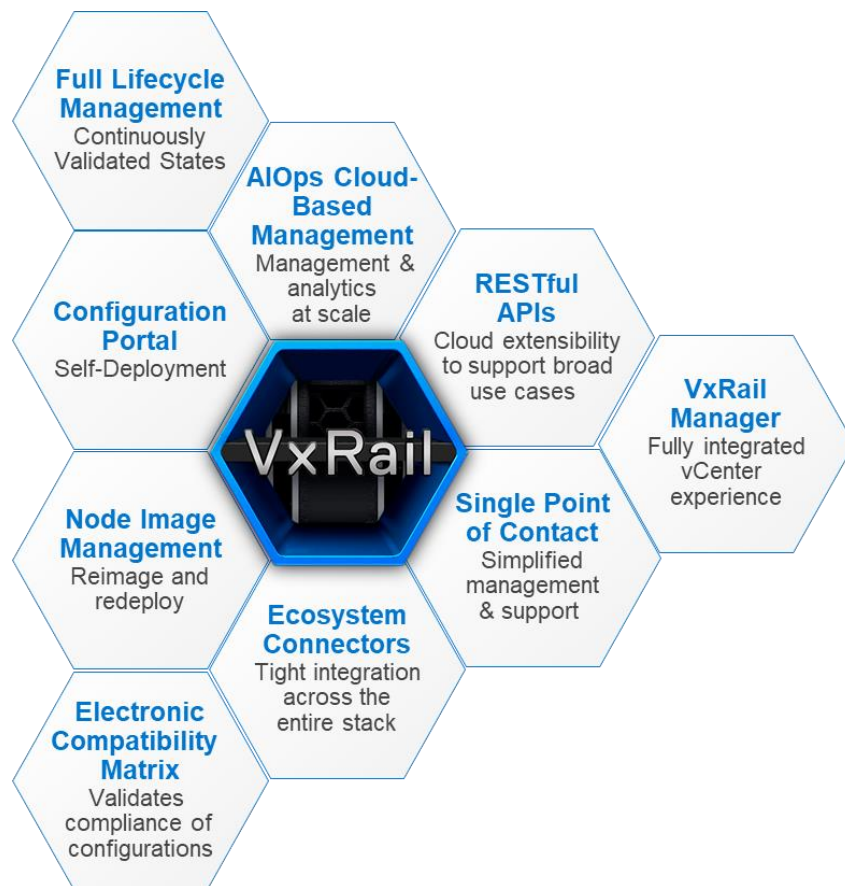 Full Lifecycle
Management
Continuously
Validated States
AIOps Cloud-
Based
Management
Management &
analytics
at scale
Configuration
Portal
Self-Deployment
RESTful
APIs
Cloud extensibility
to support broad
use cases
VxRail
Manager
Fully integrated
vCenter
experience
VxRail
Node Image
Management
Reimage and
redeploy
Single Point
of Contact
Simplified
management
& support
Ecosystem
Connectors
Tight integration
across the
entire stack
Electronic
Compatibility
Matrix
Validates
compliance of
configurations